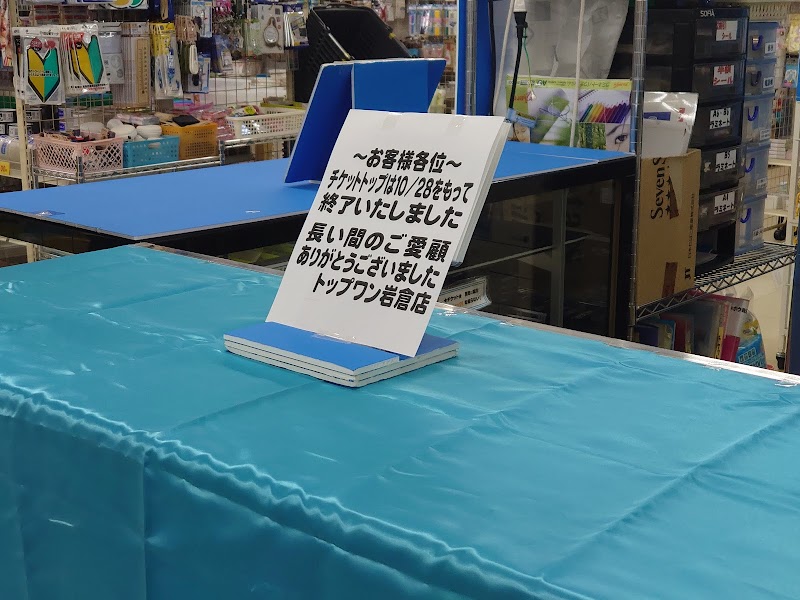 ～お客様各位～
チケットトップは10/28をもって
終了いたしました
長い間のご愛顧
ありがとうございました
トップワン岩倉店
SOFIA
Seven S